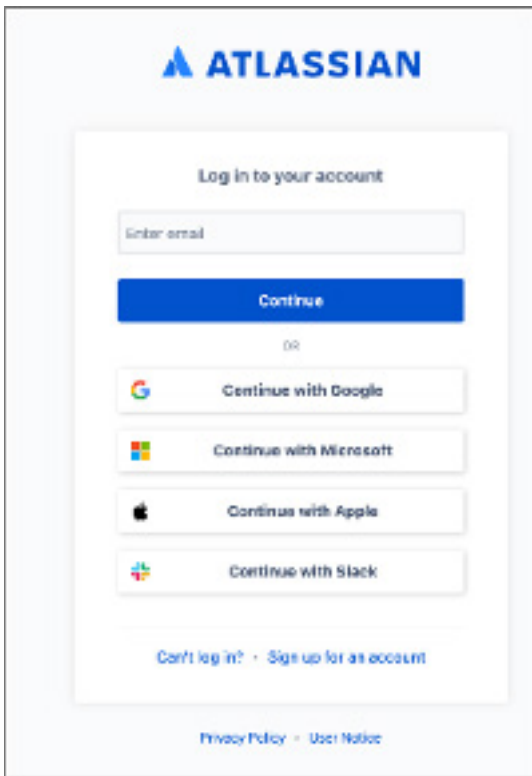 ATLASSIAN
Log in to your account
Enter email
Continue
OR
Continue with Google
Continue with Microsoft
Continue with Apple
Continue with Slack
Can't log in? • Sign up for an account
Privacy Policy • User Notice